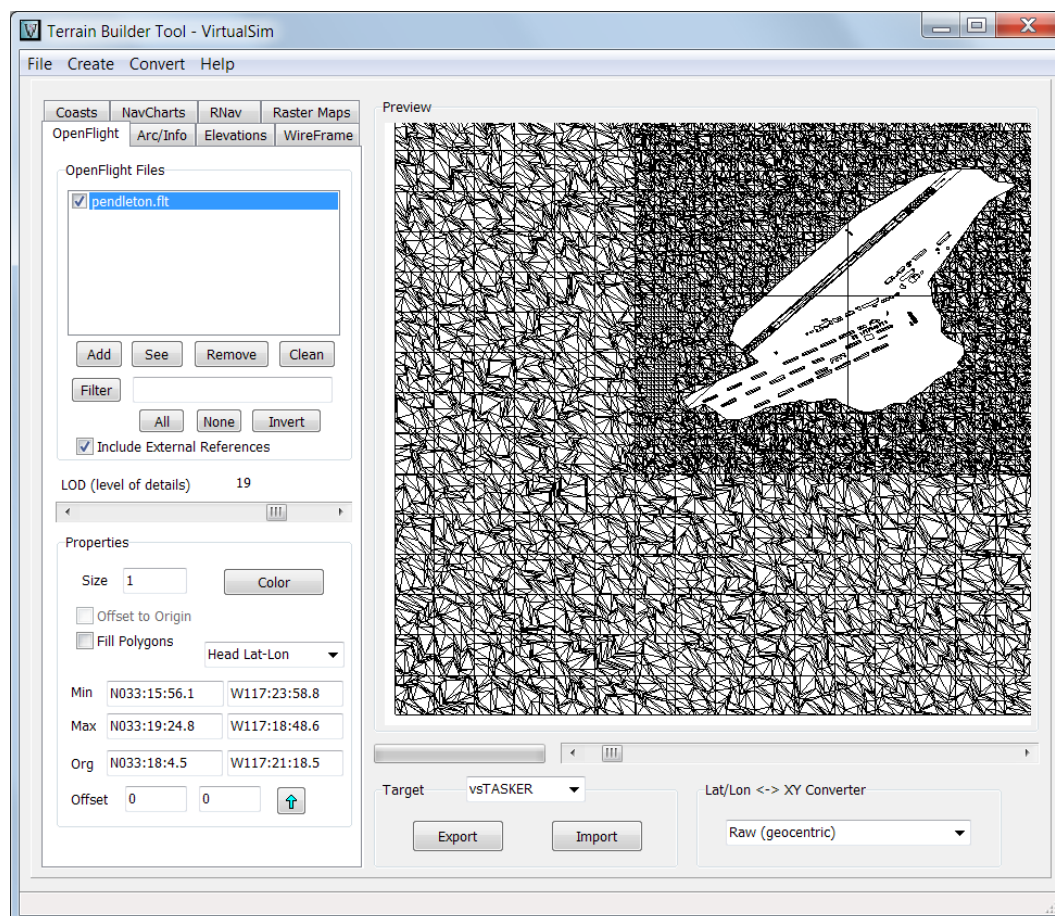 Terrain Builder Tool - VirtualSim
File Create Convert Help
Coasts NavCharts RNav Raster Maps
OpenFlight Arc/Info Elevations WireFrame
OpenFlight Files
pendleton.flt
Add See Remove Clean
Filter
All None Invert
Include External References
LOD (level of details) 19
Properties
Size 1 Color
Offset to Origin
Fill Polygons
Head Lat-Lon
Min N033:15:56.1 W117:23:58.8
Max N033:19:24.8 W117:18:48.6
Org N033:18:4.5 W117:21:18.5
Offset 0 0
Preview
Target vsTASKER
Export Import
Lat/Lon <-> XY Converter
Raw (geocentric)